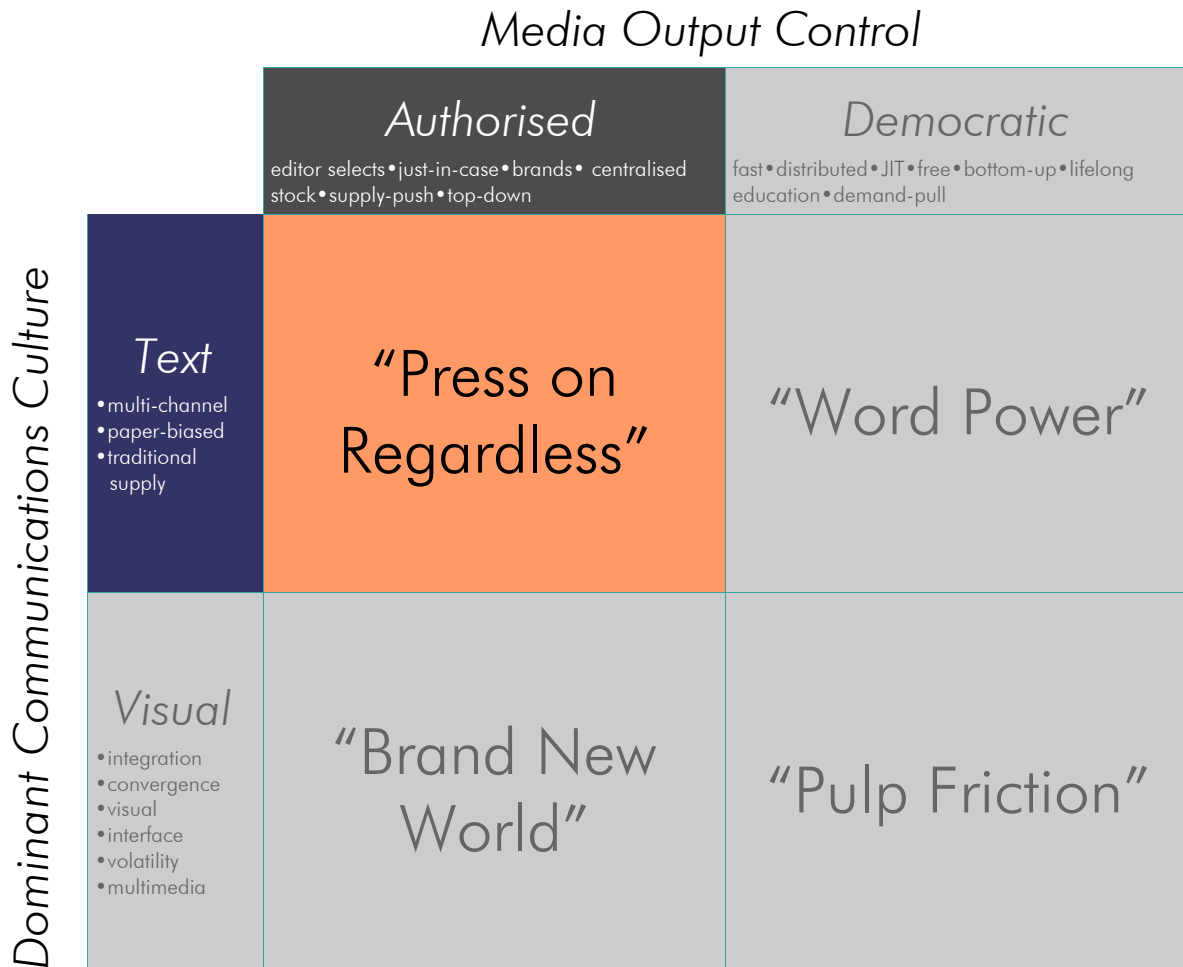 Media Output Control
Authorised
editor selects•just-in-case•brands• centralised
stock•supply-push•top-down
Democratic
fast•distributed•JIT•free•bottom-up•lifelong
education•demand-pull
Dominant Communications Culture
Text
•multi-channel
•paper-biased
•traditional
supply
“Press on
Regardless”
“Word Power”
Visual
•integration
•convergence
•visual
•interface
•volatility
•multimedia
“Brand New
World”
“Pulp Friction”